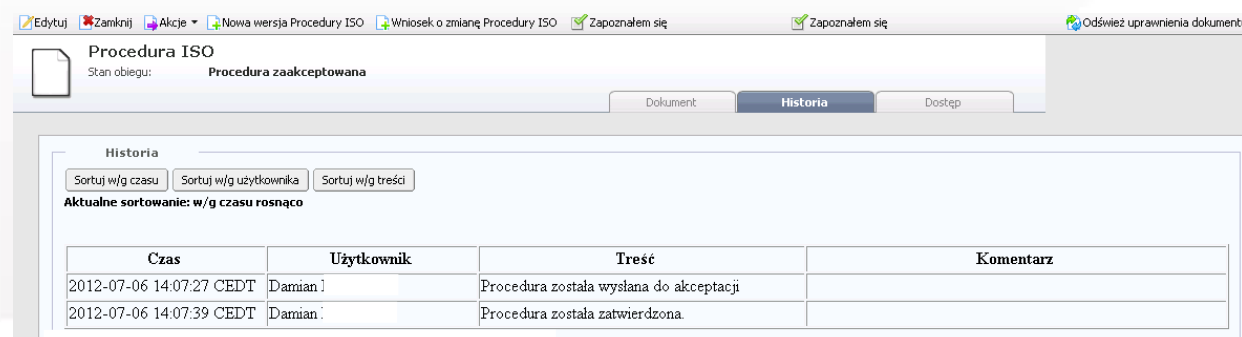 Edytuj Zamknij Akcje Nowa wersja Procedury ISO Wniosek o zmianę Procedury ISO Zapoznałem się Zapoznałem się Odśwież uprawnienia dokument
Procedura ISO
Stan obiegu: Procedura zaakceptowana
Dokument Historia Dostęp
Historia
Sortuj w/g czasu Sortuj w/g użytkownika Sortuj w/g treści
Aktualne sortowanie: w/g czasu rosnąco
Czas Użytkownik Treść Komentarz
2012-07-06 14:07:27 CEDT Damian Procedura została wysłana do akceptacji
2012-07-06 14:07:39 CEDT Damian Procedura została zatwierdzona.